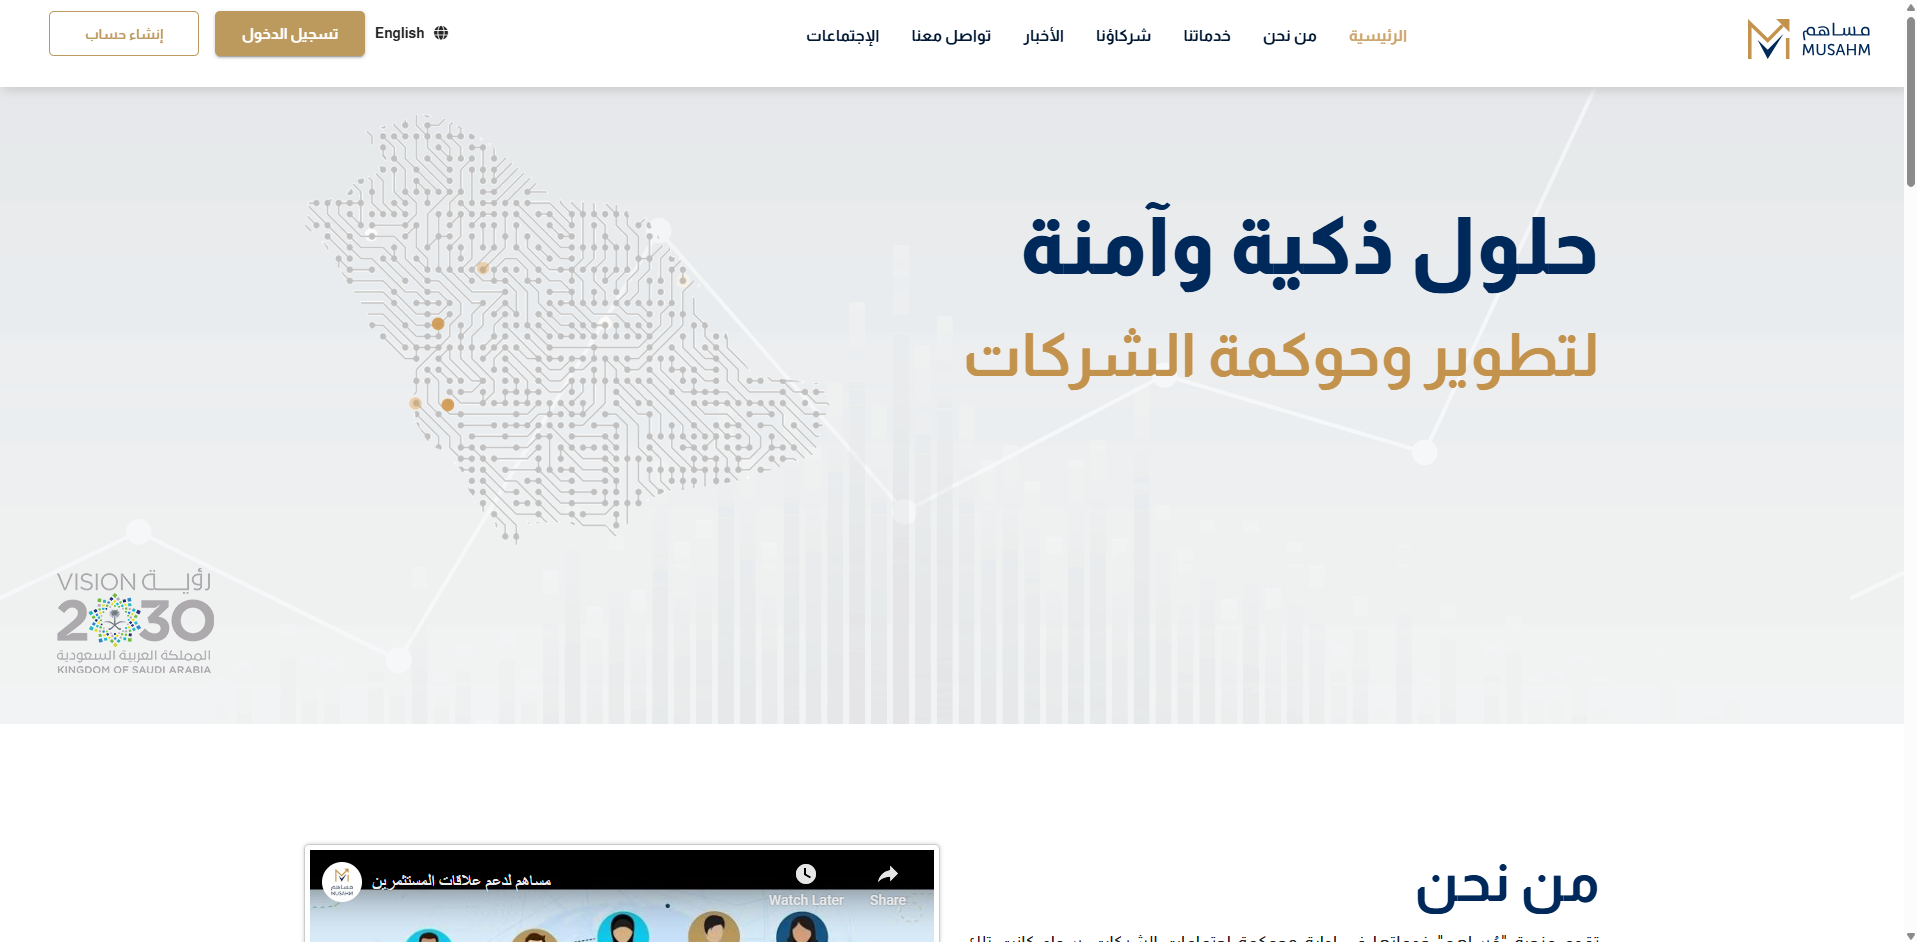 مساهم
MUSAHM
الرئيسية
من نحن
خدماتنا
شركاؤنا
الأخبار
تواصل معنا
الإجتماعات
English
تسجيل الدخول
إنشاء حساب
حلول ذكية وآمنة
لتطوير وحوكمة الشركات
VISION رؤيـــة
2030
المملكة العربية السعودية
KINGDOM OF SAUDI ARABIA
من نحن
مساهم لدعم علاقات المستثمرين
Watch Later
Share
مساهم
MUSAHM